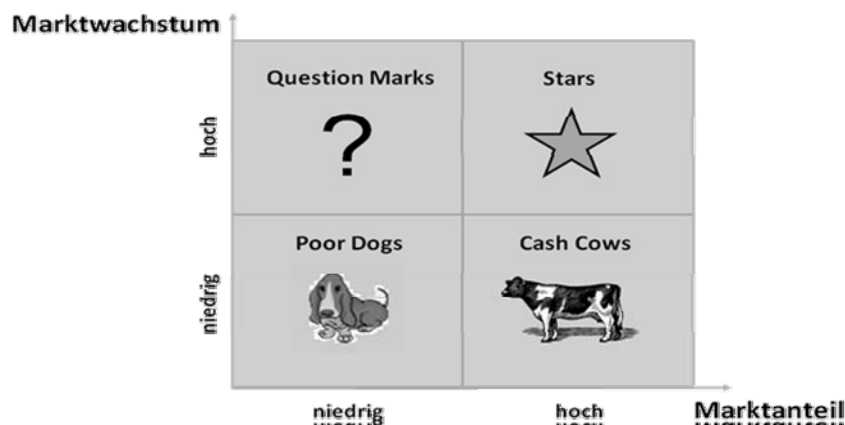 Marktwachstum
Question Marks
Stars
?
hoch
Poor Dogs
Cash Cows
niedrig
niedrig
hoch
Marktanteil